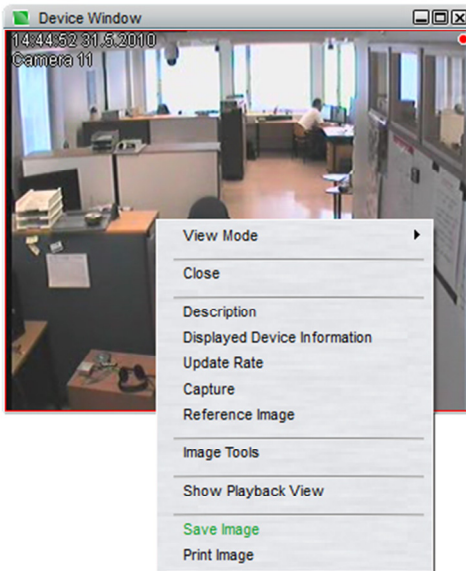 Device Window
14:44:52 31.5.2010
Camera 11
View Mode
Close
Description
Displayed Device Information
Update Rate
Capture
Reference Image
Image Tools
Show Playback View
Save Image
Print Image